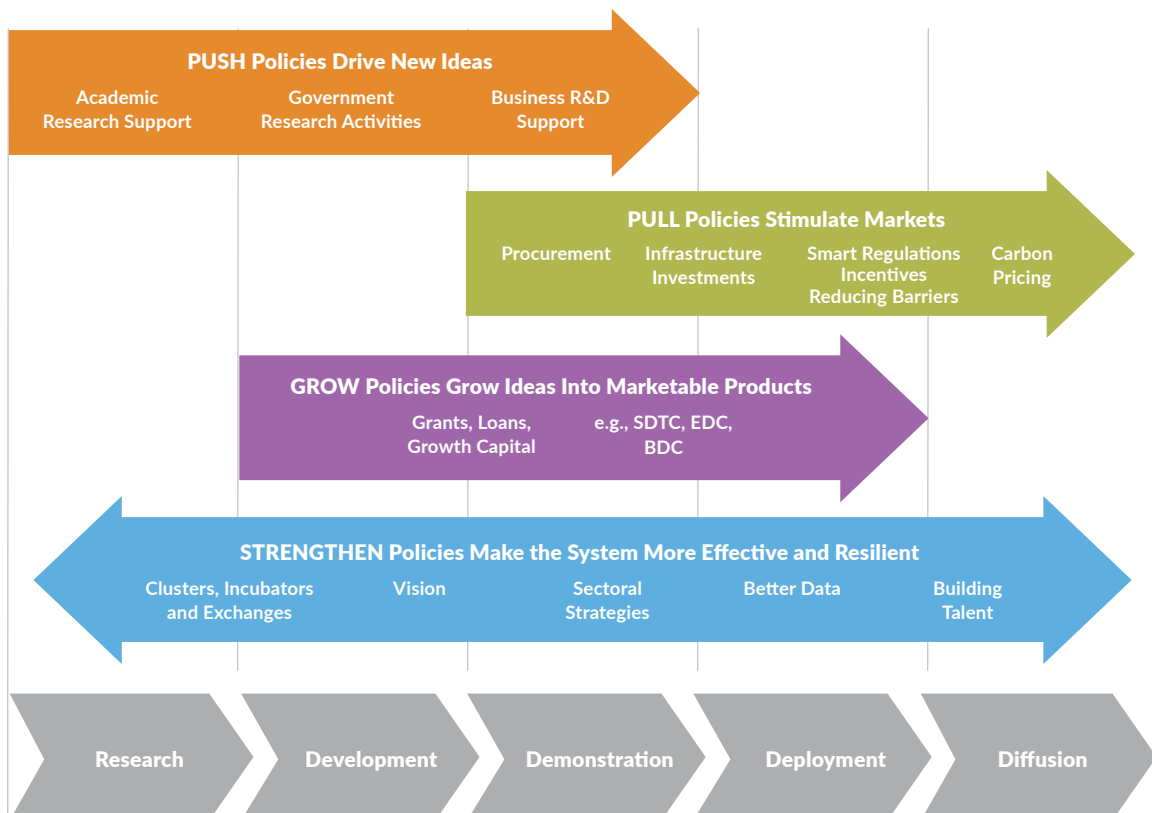 PUSH Policies Drive New Ideas
Academic
Research Support
Government
Research Activities
Business R&D
Support
PULL Policies Stimulate Markets
Procurement
Infrastructure
Investments
Smart Regulations
Incentives
Reducing Barriers
Carbon
Pricing
GROW Policies Grow Ideas Into Marketable Products
Grants, Loans,
Growth Capital
e.g., SDTC, EDC,
BDC
STRENGTHEN Policies Make the System More Effective and Resilient
Clusters, Incubators
and Exchanges
Vision
Sectoral
Strategies
Better Data
Building
Talent
Research
Development
Demonstration
Deployment
Diffusion